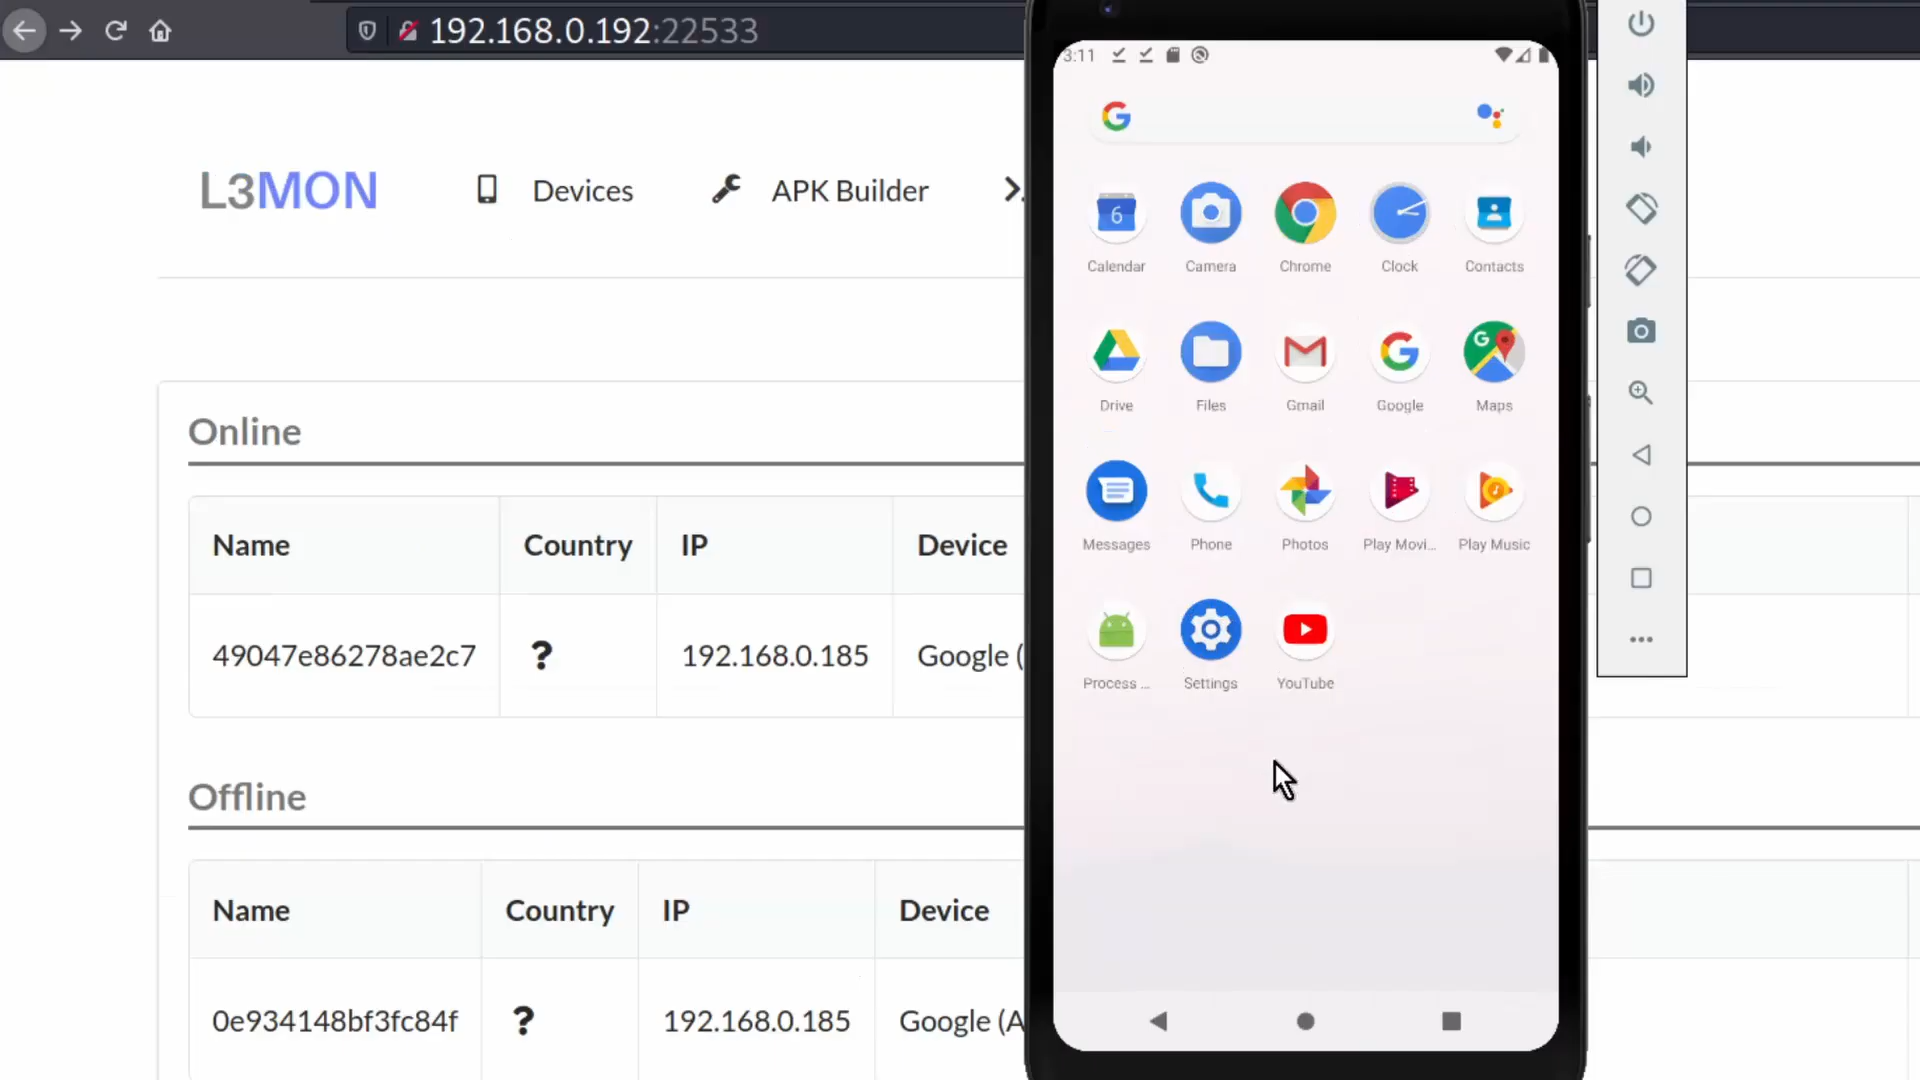 192.168.0.192:22533
L3MON
Devices
APK Builder
Online
Name Country IP Device
49047e86278ae2c7 ? 192.168.0.185 Google (
Offline
Name Country IP Device
0e934148bf3fc84f ? 192.168.0.185 Google (A
3:11
6
Calendar Camera Chrome Clock Contacts
Drive Files Gmail Google Maps
Messages Phone Photos Play Movi... Play Music
Process ... Settings YouTube